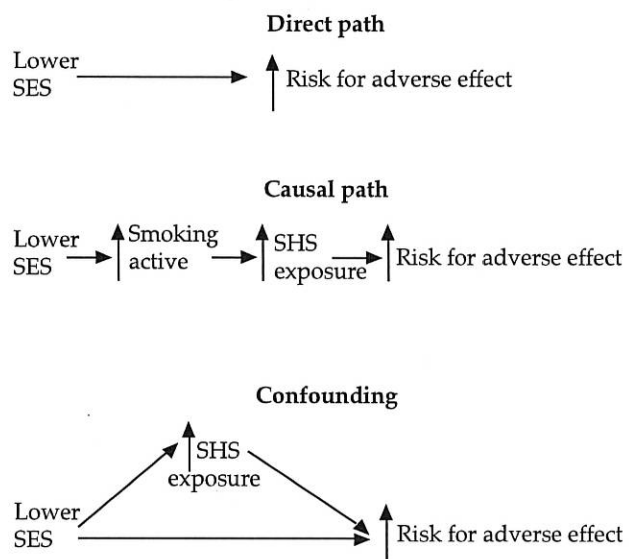 Direct path
Lower
SES
Risk for adverse effect
Causal path
Lower
SES
Smoking
active
SHS
exposure
Risk for adverse effect
Confounding
SHS
exposure
Lower
SES
Risk for adverse effect